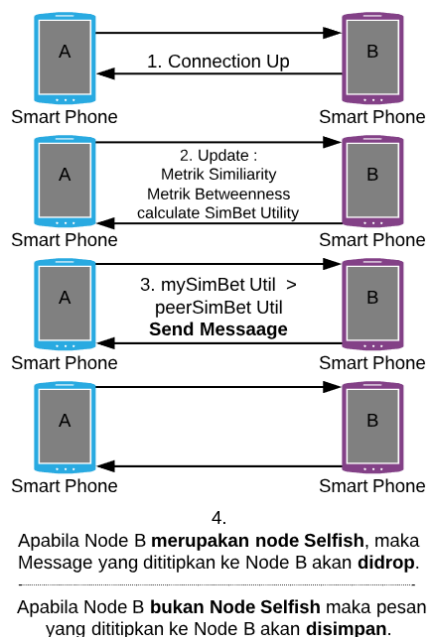 A
B
1. Connection Up
Smart Phone
Smart Phone
A
B
2. Update :
Metrik Similiarity
Metrik Betweenness
calculate SimBet Utility
Smart Phone
Smart Phone
A
B
3. mySimBet Util >
peerSimBet Util
Send Messaage
Smart Phone
Smart Phone
A
B
Smart Phone
Smart Phone
4.
Apabila Node B merupakan node Selfish, maka
Message yang dititipkan ke Node B akan didrop.
Apabila Node B bukan Node Selfish maka pesan
yang dititipkan ke Node B akan disimpan.